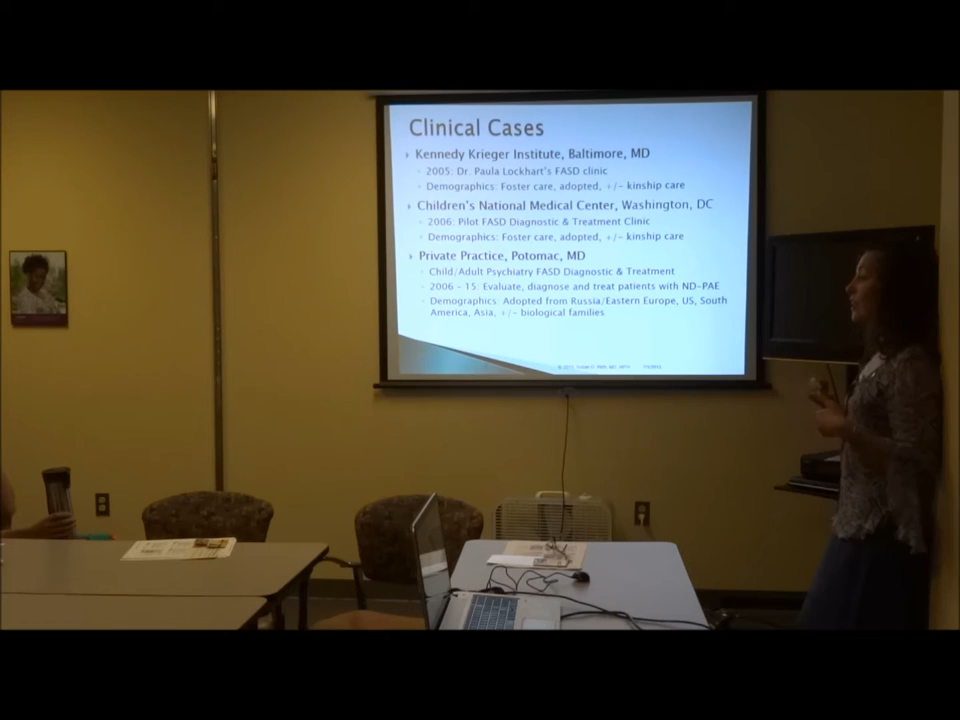 Clinical Cases
Kennedy Krieger Institute, Baltimore, MD
2005: Dr. Paula Lockhart's FASD clinic
Demographics: Foster care, adopted, +/- kinship care
Children's National Medical Center, Washington, DC
2006: Pilot FASD Diagnostic & Treatment Clinic
Demographics: Foster care, adopted, +/- kinship care
Private Practice, Potomac, MD
Child/Adult Psychiatry FASD Diagnostic & Treatment
2006 - 15: Evaluate, diagnose and treat patients with ND-PAE
Demographics: Adopted from Russia/Eastern Europe, US, South
America, Asia, +/- biological families